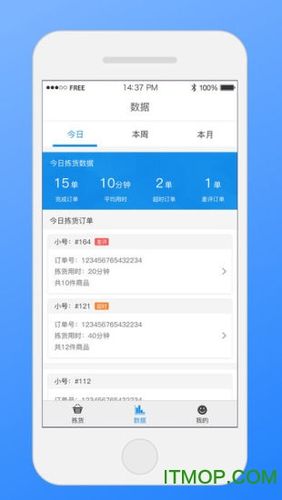 FREE 14:37 PM 100%
数据
今日 本周 本月
今日拣货数据
15单 10分钟 2单 1单
完成订单 平均用时 超时订单 差评订单
今日拣货订单
小号：#164 差评
订单号：123456765432234
拣货用时：20分钟
共10件商品
小号：#121 超时
订单号：123456765432234
拣货用时：40分钟
共12件商品
小号：#112
拣货 数据 我的
ITMOP.COM